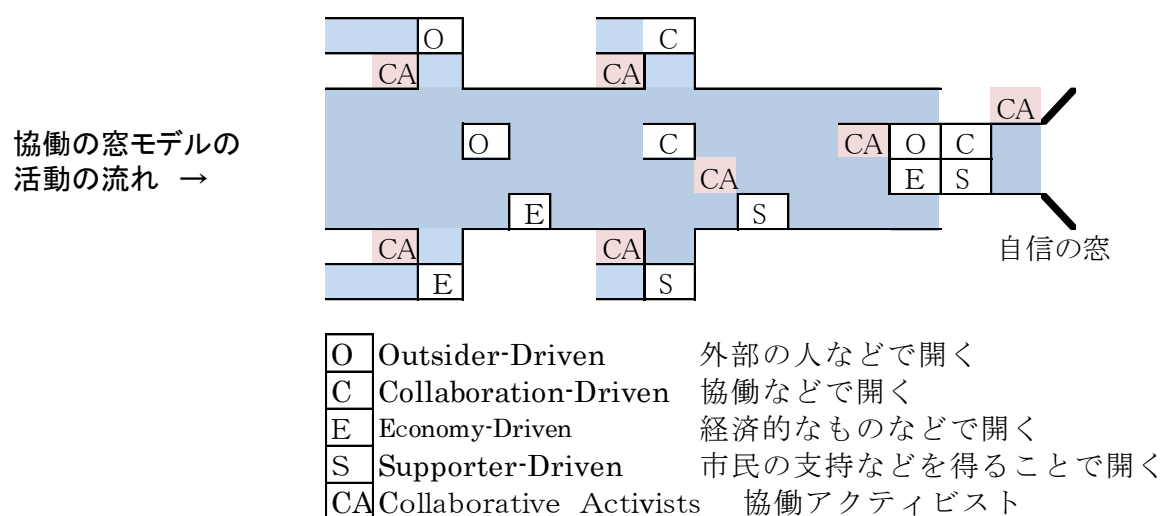 O C
CA CA
CA
協働の窓モデルの
活動の流れ →
O C CA O C
CA E S
E S
自信の窓
CA CA
E S
O Outsider-Driven 外部の人などで開く
C Collaboration-Driven 協働などで開く
E Economy-Driven 経済的なものなどで開く
S Supporter-Driven 市民の支持などを得ることで開く
CA Collaborative Activists 協働アクティビスト